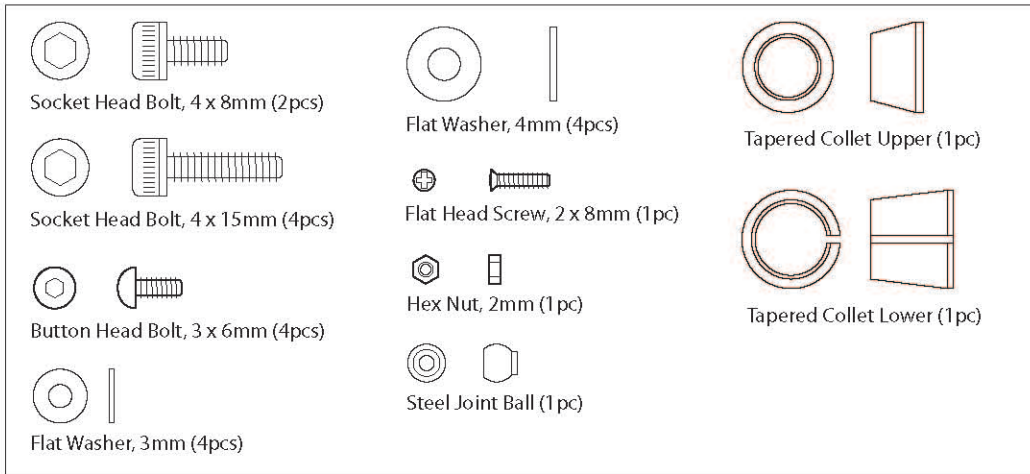 Socket Head Bolt, 4 x 8mm (2pcs)
Socket Head Bolt, 4 x 15mm (4pcs)
Button Head Bolt, 3 x 6mm (4pcs)
Flat Washer, 3mm (4pcs)
Flat Washer, 4mm (4pcs)
Flat Head Screw, 2 x 8mm (1pc)
Hex Nut, 2mm (1pc)
Steel Joint Ball (1pc)
Tapered Collet Upper (1pc)
Tapered Collet Lower (1pc)